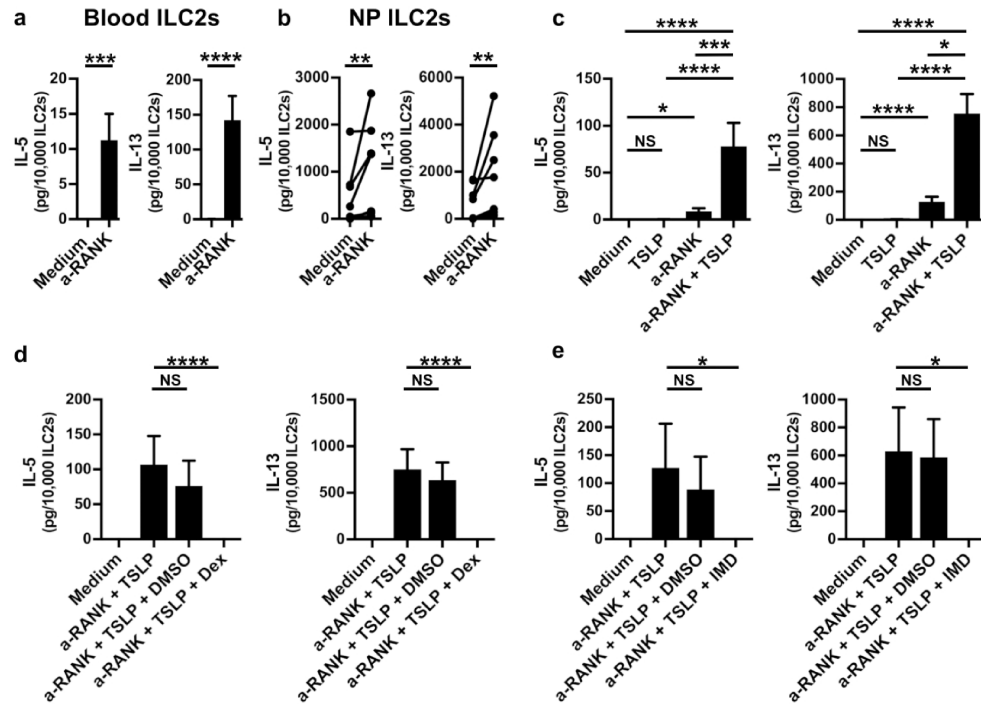 a Blood ILC2s
***
IL-5
(pg/10,000 ILC2s)
20
15
10
5
0
Medium
a-RANK
****
IL-13
(pg/10,000 ILC2s)
200
150
100
50
0
Medium
a-RANK
b NP ILC2s
**
IL-5
(pg/10,000 ILC2s)
3000
2000
1000
0
Medium
a-RANK
**
IL-13
(pg/10,000 ILC2s)
6000
4000
2000
0
Medium
a-RANK
c
****
***
****
*
NS
IL-5
(pg/10,000 ILC2s)
150
100
50
0
Medium
TSLP
a-RANK
a-RANK + TSLP
****
*
****
****
NS
IL-13
(pg/10,000 ILC2s)
1000
800
600
400
200
0
Medium
TSLP
a-RANK
a-RANK + TSLP
d
****
NS
IL-5
(pg/10,000 ILC2s)
200
150
100
50
0
Medium
a-RANK + TSLP
a-RANK + TSLP + DMSO
a-RANK + TSLP + Dex
****
NS
IL-13
(pg/10,000 ILC2s)
1500
1000
500
0
Medium
a-RANK + TSLP
a-RANK + TSLP + DMSO
a-RANK + TSLP + Dex
e
*
NS
IL-5
(pg/10,000 ILC2s)
250
200
150
100
50
0
Medium
a-RANK + TSLP
a-RANK + TSLP + DMSO
a-RANK + TSLP + IMD
*
NS
IL-13
(pg/10,000 ILC2s)
1000
800
600
400
200
0
Medium
a-RANK + TSLP
a-RANK + TSLP + DMSO
a-RANK + TSLP + IMD